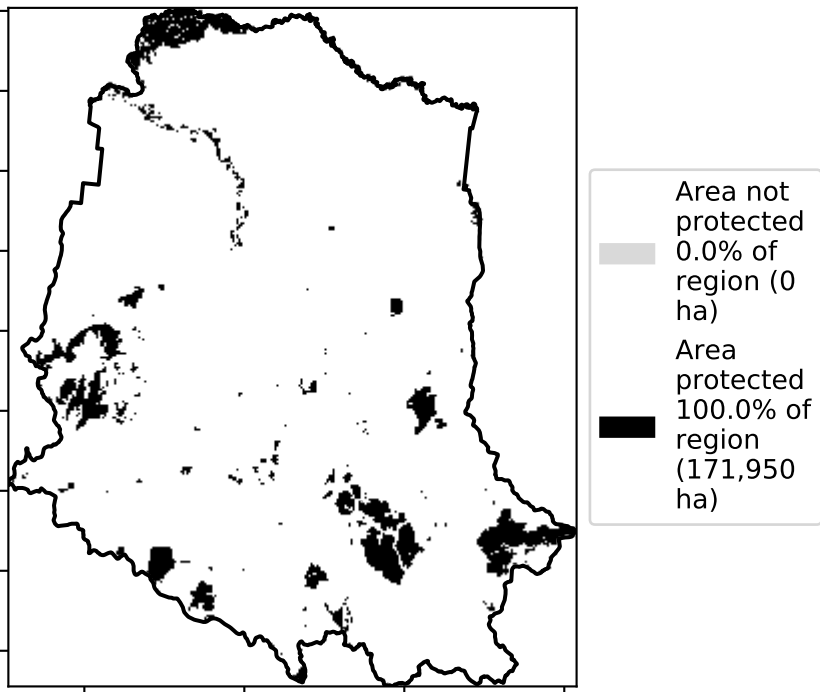 Area not
protected
0.0% of
region (0
ha)
Area
protected
100.0% of
region
(171,950
ha)